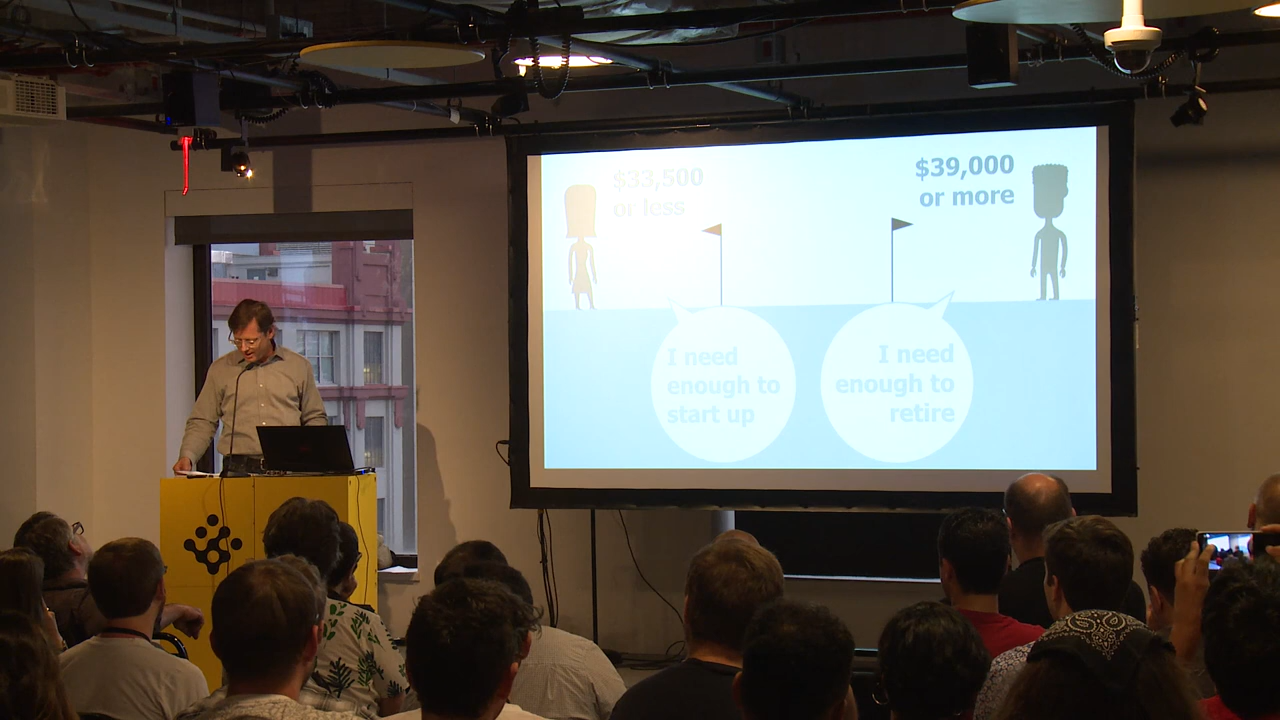 $33,500
or less
$39,000
or more
I need
enough to
start up
I need
enough to
retire